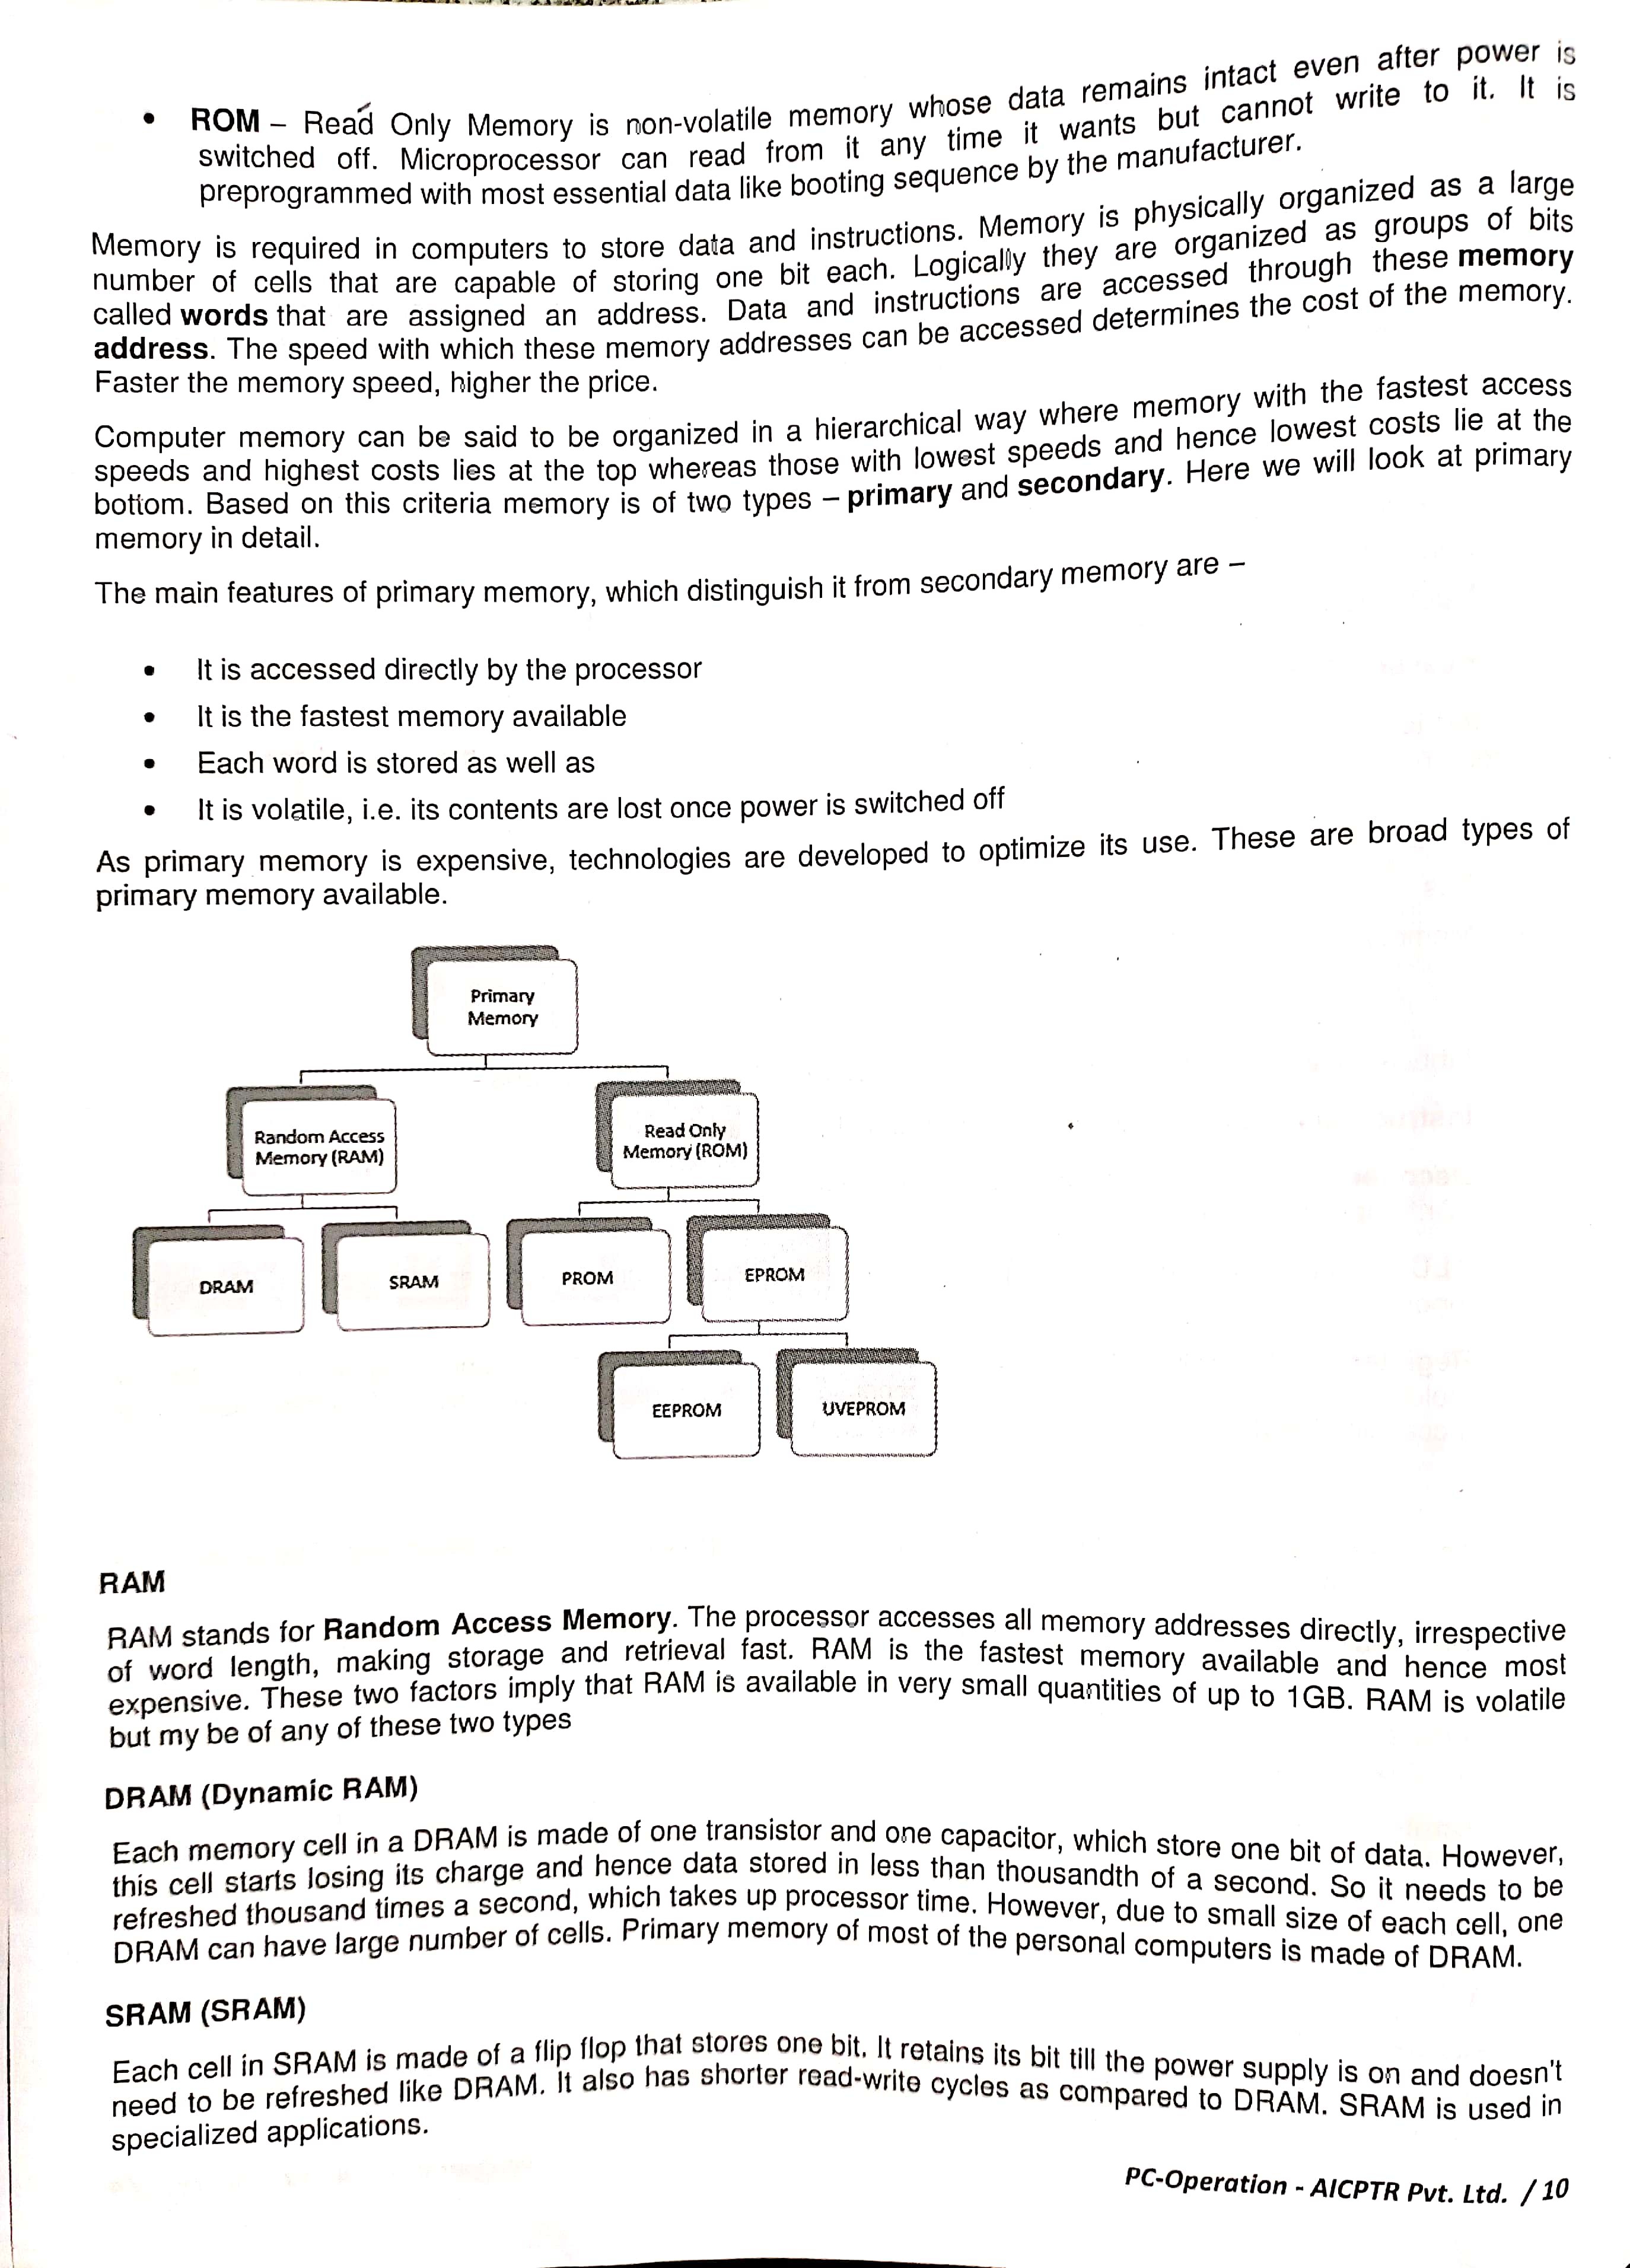 • ROM – Read Only Memory is non-volatile memory whose data remains intact even after power is
switched off. Microprocessor can read from it any time it wants but cannot write to it. It is
preprogrammed with most essential data like booting sequence by the manufacturer.
Memory is required in computers to store data and instructions. Memory is physically organized as a large
number of cells that are capable of storing one bit each. Logically they are organized as groups of bits
called words that are assigned an address. Data and instructions are accessed through these memory
address. The speed with which these memory addresses can be accessed determines the cost of the memory.
Faster the memory speed, higher the price.
Computer memory can be said to be organized in a hierarchical way where memory with the fastest access
speeds and highest costs lies at the top whereas those with lowest speeds and hence lowest costs lie at the
bottom. Based on this criteria memory is of two types – primary and secondary. Here we will look at primary
memory in detail.
The main features of primary memory, which distinguish it from secondary memory are –
• It is accessed directly by the processor
• It is the fastest memory available
• Each word is stored as well as
• It is volatile, i.e. its contents are lost once power is switched off
As primary memory is expensive, technologies are developed to optimize its use. These are broad types of
primary memory available.
Primary
Memory
Random Access
Memory (RAM)
Read Only
Memory (ROM)
DRAM
SRAM
PROM
EPROM
EEPROM
UVEPROM
RAM
RAM stands for Random Access Memory. The processor accesses all memory addresses directly, irrespective
of word length, making storage and retrieval fast. RAM is the fastest memory available and hence most
expensive. These two factors imply that RAM is available in very small quantities of up to 1GB. RAM is volatile
but my be of any of these two types
DRAM (Dynamic RAM)
Each memory cell in a DRAM is made of one transistor and one capacitor, which store one bit of data. However,
this cell starts losing its charge and hence data stored in less than thousandth of a second. So it needs to be
refreshed thousand times a second, which takes up processor time. However, due to small size of each cell, one
DRAM can have large number of cells. Primary memory of most of the personal computers is made of DRAM.
SRAM (SRAM)
Each cell in SRAM is made of a flip flop that stores one bit. It retains its bit till the power supply is on and doesn't
need to be refreshed like DRAM. It also has shorter read-write cycles as compared to DRAM. SRAM is used in
specialized applications.
PC-Operation - AICPTR Pvt. Ltd. / 10